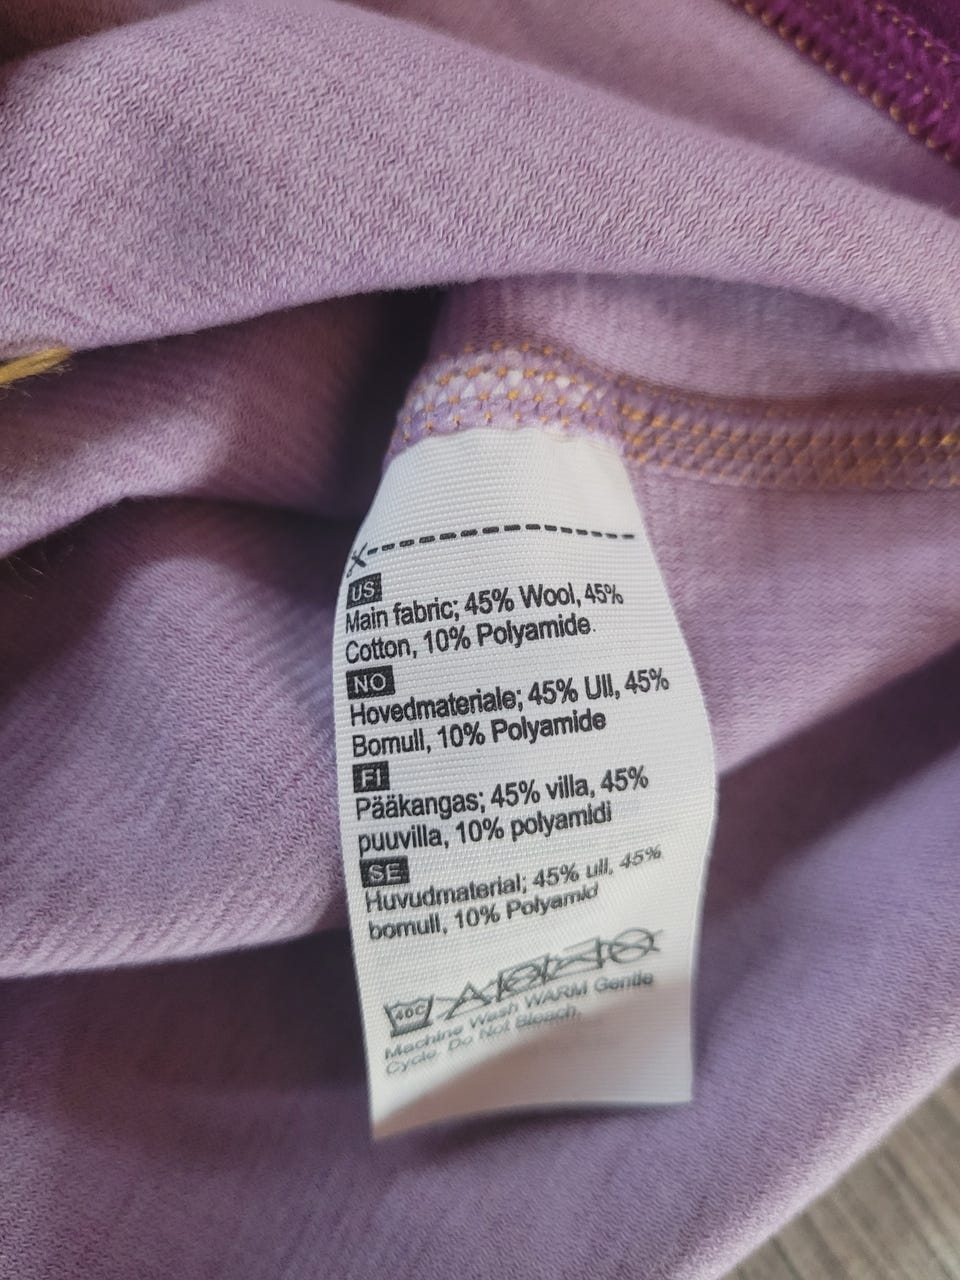 US
Main fabric; 45% Wool, 45%
Cotton, 10% Polyamide.
NO
Hovedmateriale; 45% Ull, 45%
Bomull, 10% Polyamide
FI
Pääkangas; 45% villa, 45%
puuvilla, 10% polyamidi
SE
Huvudmaterial; 45% ull, 45%
bomull, 10% Polyamid
40C
Machine Wash WARM Gentle
Cycle. Do Not Bleach.